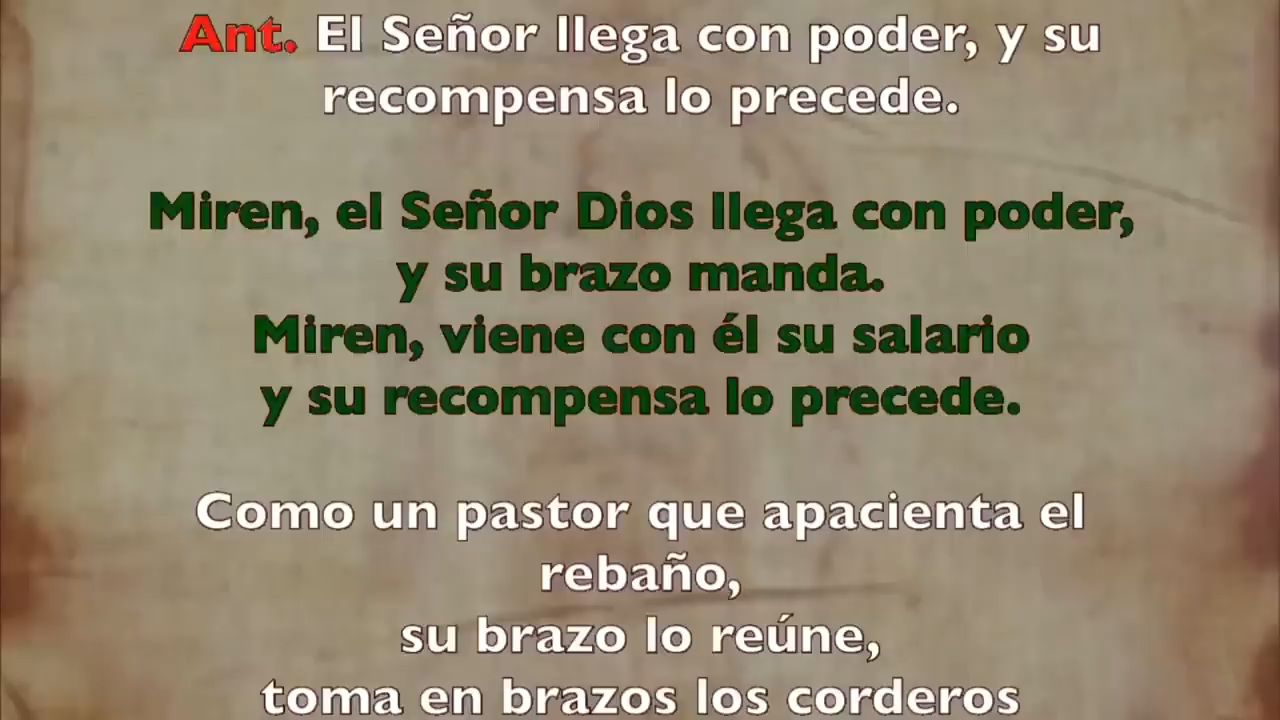 Ant. El Señor llega con poder, y su
recompensa lo precede.
Miren, el Señor Dios llega con poder,
y su brazo manda.
Miren, viene con él su salario
y su recompensa lo precede.
Como un pastor que apacienta el
rebaño,
su brazo lo reúne,
toma en brazos los corderos